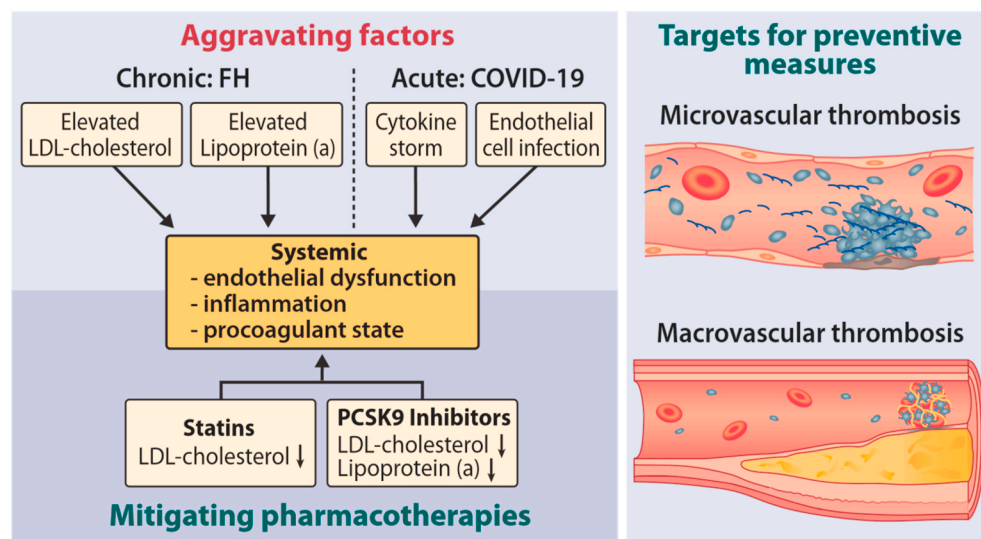 Aggravating factors
Chronic: FH
Acute: COVID-19
Elevated
LDL-cholesterol
Elevated
Lipoprotein (a)
Cytokine
storm
Endothelial
cell infection
Systemic
- endothelial dysfunction
- inflammation
- procoagulant state
Statins
LDL-cholesterol ↓
PCSK9 Inhibitors
LDL-cholesterol ↓
Lipoprotein (a) ↓
Mitigating pharmacotherapies
Targets for preventive
measures
Microvascular thrombosis
Macrovascular thrombosis